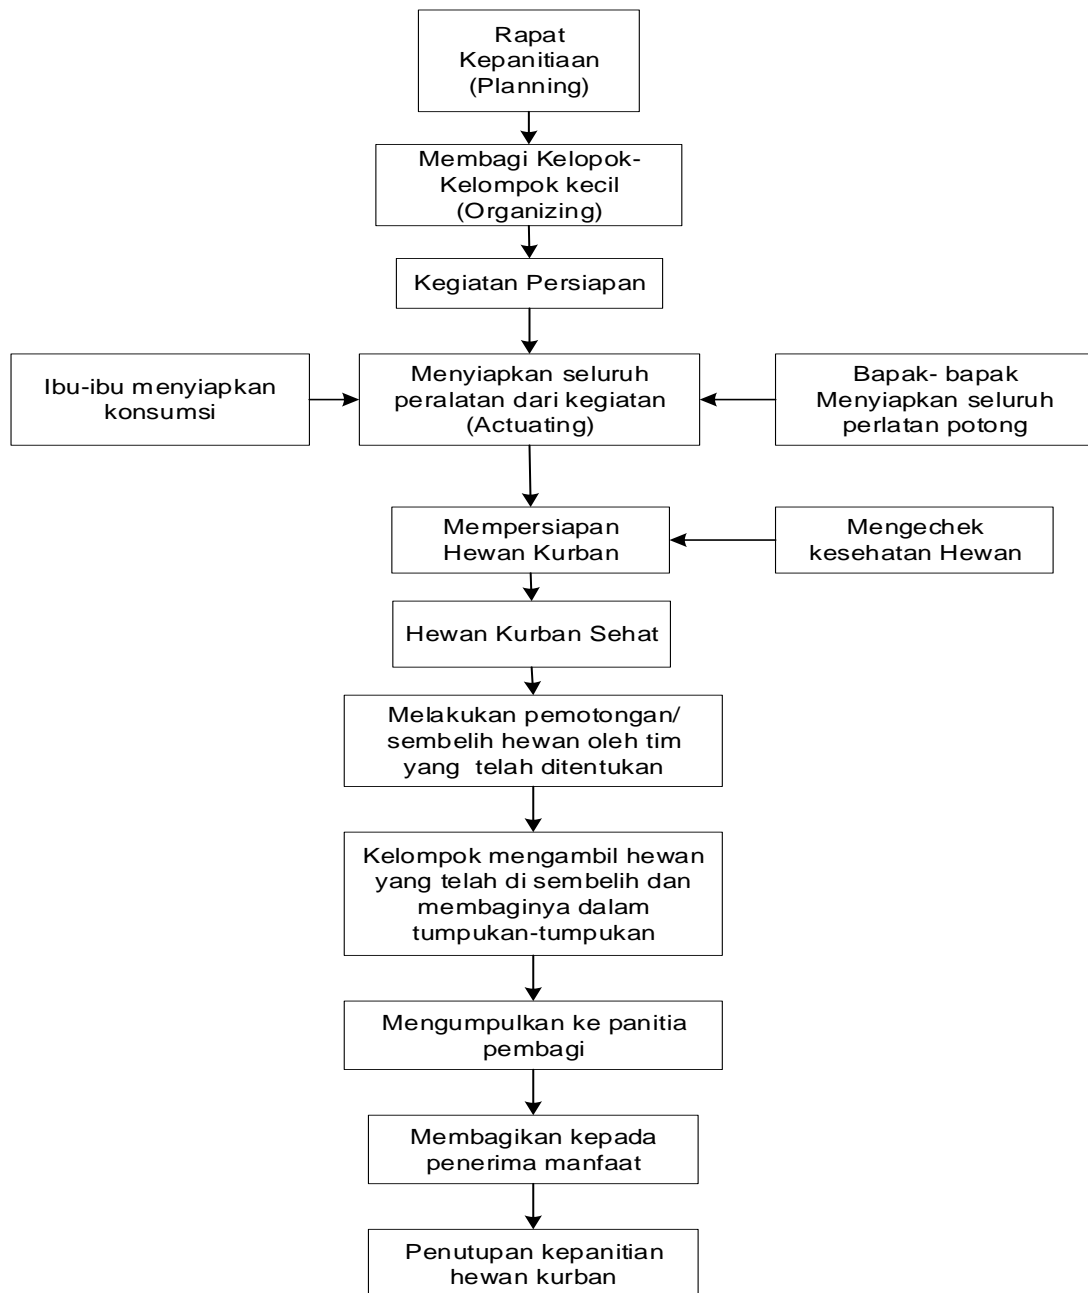 Rapat
Kepanitiaan
(Planning)
Membagi Kelopok-
Kelompok kecil
(Organizing)
Kegiatan Persiapan
Ibu-ibu menyiapkan
konsumsi
Menyiapkan seluruh
peralatan dari kegiatan
(Actuating)
Bapak- bapak
Menyiapkan seluruh
perlatan potong
Mempersiapan
Hewan Kurban
Mengechek
kesehatan Hewan
Hewan Kurban Sehat
Melakukan pemotongan/
sembelih hewan oleh tim
yang telah ditentukan
Kelompok mengambil hewan
yang telah di sembelih dan
membaginya dalam
tumpukan-tumpukan
Mengumpulkan ke panitia
pembagi
Membagikan kepada
penerima manfaat
Penutupan kepanitian
hewan kurban